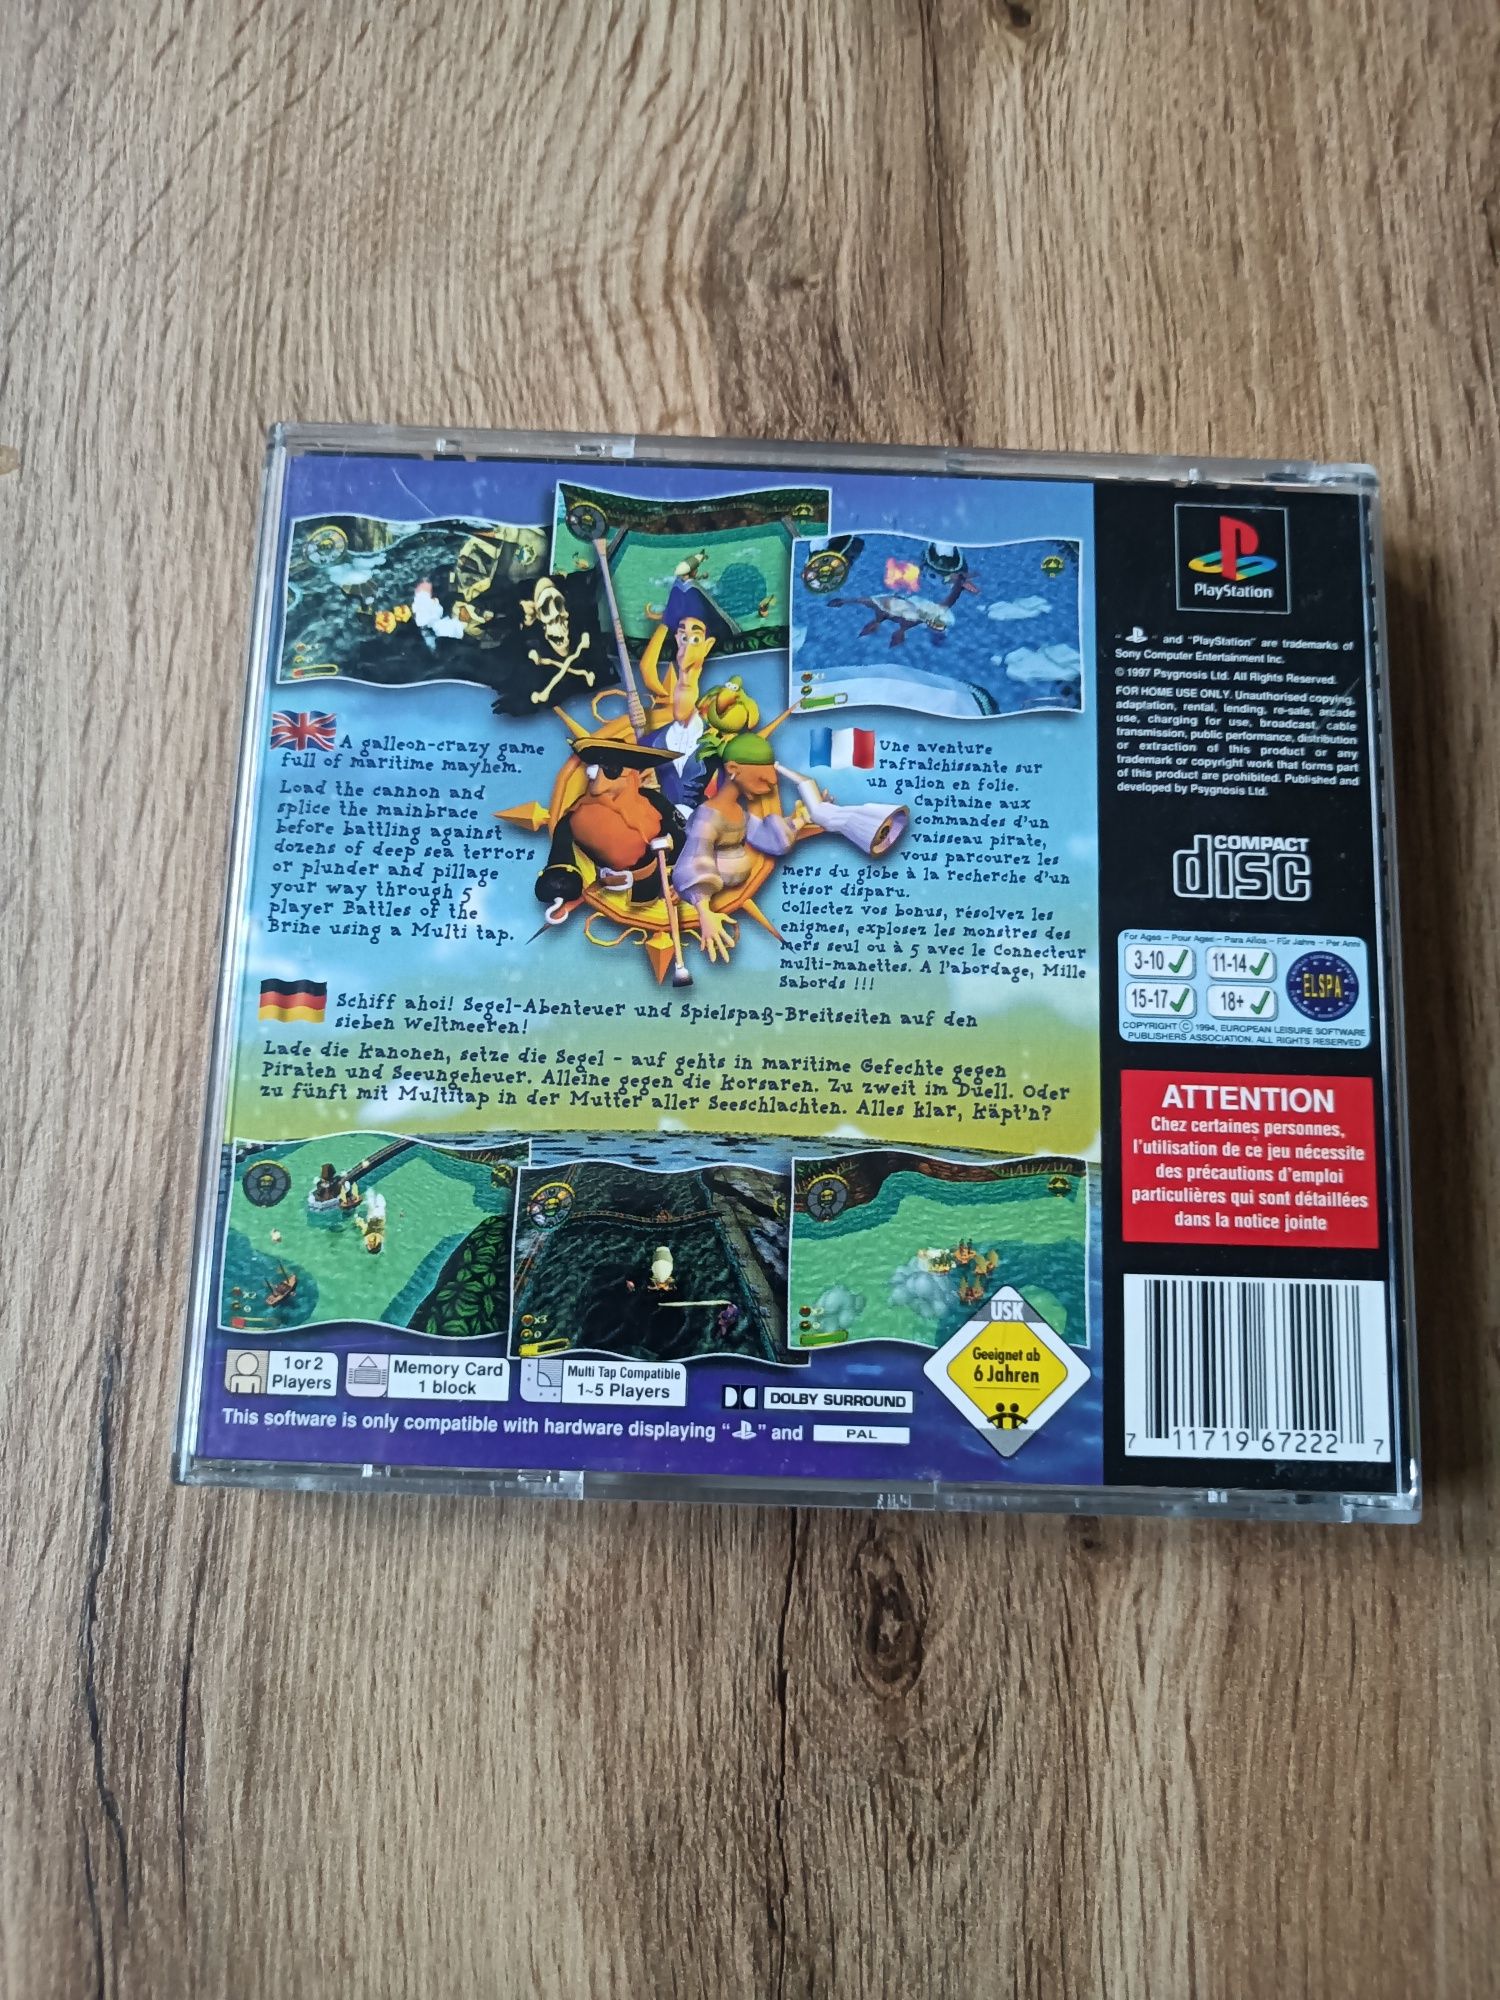 A galleon-crazy game
full of maritime mayhem.
Load the cannon and
splice the mainbrace
before battling against
dozens of deep sea terrors
or plunder and pillage
your way through 5
player Battles of the
Brine using a Multi tap.
Une aventure
rafraîchissante sur
un galion en folie.
Capitaine aux
commandes d'un
vaisseau pirate,
vous parcourez les
mers du globe à la recherche d'un
trésor disparu.
Collectez vos bonus, résolvez les
enigmes, explosez les monstres des
mers seul ou à 5 avec le Connecteur
multi-manettes. A l'abordage, Mille
Sabords !!!
Schiff ahoi! Segel-Abenteuer und Spielspaß-Breitseiten auf den
sieben Weltmeeren!
Lade die Kanonen, setze die Segel - auf gehts in maritime Gefechte gegen
Piraten und Seeungeheuer. Alleine gegen die Korsaren. Zu zweit im Duell. Oder
zu fünft mit Multitap in der Mutter aller Seeschlachten. Alles klar, Käpt'n?
1 or 2
Players
Memory Card
1 block
Multi Tap Compatible
1~5 Players
DOLBY SURROUND
This software is only compatible with hardware displaying " " and PAL
USK
Geeignet ab
6 Jahren
PlayStation
" " and "PlayStation" are trademarks of
Sony Computer Entertainment Inc.
© 1997 Psygnosis Ltd. All Rights Reserved.
FOR HOME USE ONLY. Unauthorised copying,
adaptation, rental, lending, re-sale, arcade
use, charging for use, broadcast, cable
transmission, public performance, distribution
or extraction of this product or any
trademark or copyright work that forms part
of this product are prohibited. Published and
developed by Psygnosis Ltd.
COMPACT
disc
For Ages – Pour Ages – Para Años – Für Jahre – Per Anni
3-10 11-14
15-17 18+
ELSPA
COPYRIGHT © 1994, EUROPEAN LEISURE SOFTWARE
PUBLISHERS ASSOCIATION. ALL RIGHTS RESERVED
ATTENTION
Chez certaines personnes,
l'utilisation de ce jeu nécessite
des précautions d'emploi
particulières qui sont détaillées
dans la notice jointe
7 11719 67222 7